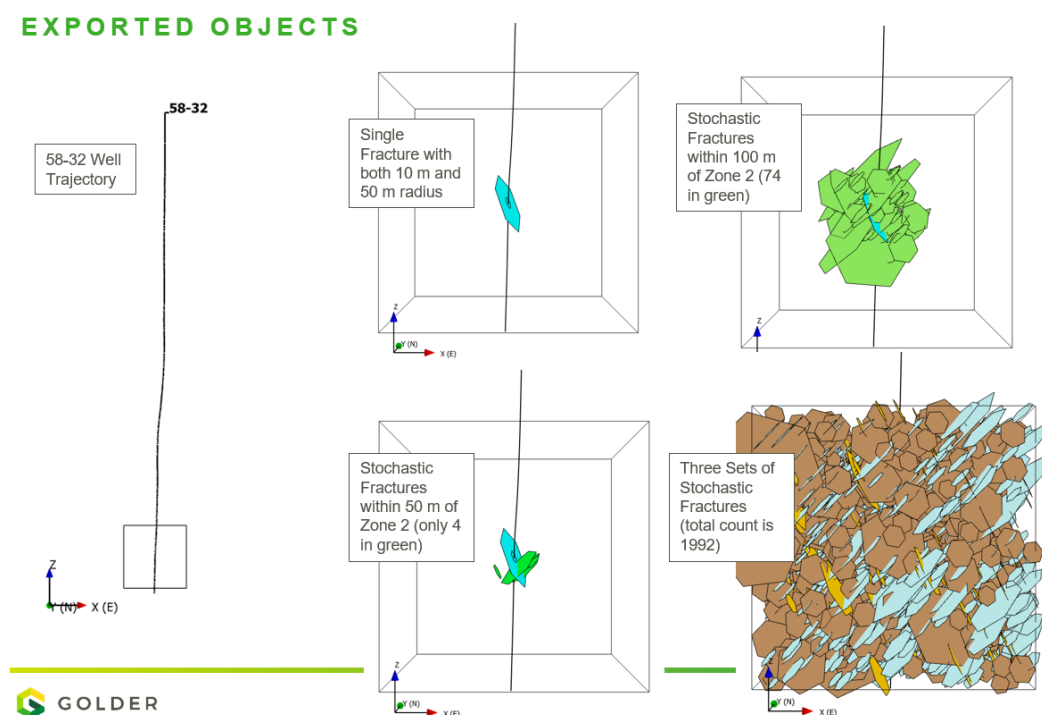 EXPORTED OBJECTS
58-32
58-32 Well
Trajectory
Z
Y (N)
X (E)
Single
Fracture with
both 10 m and
50 m radius
Z
Y (N)
X (E)
Stochastic
Fractures
within 100 m
of Zone 2 (74
in green)
Z
Stochastic
Fractures
within 50 m of
Zone 2 (only 4
in green)
Z
Y (N)
X (E)
Three Sets of
Stochastic
Fractures
(total count is
1992)
Z
Y (N)
X (E)
GOLDER